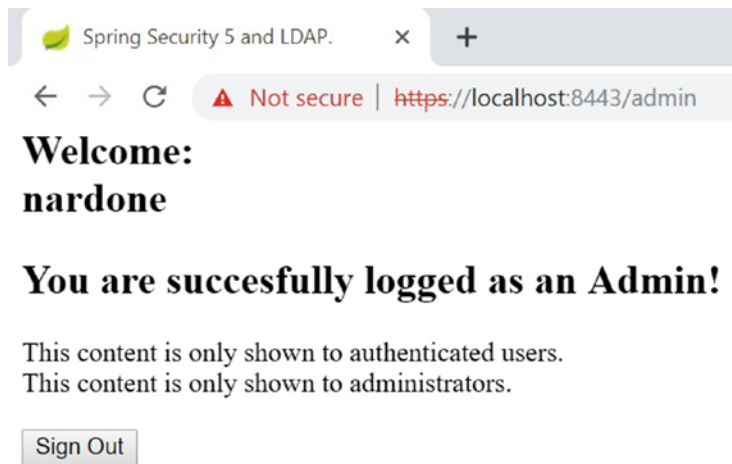 Spring Security 5 and LDAP.
Not secure | https://localhost:8443/admin
Welcome:
nardone
You are succesfully logged as an Admin!
This content is only shown to authenticated users.
This content is only shown to administrators.
Sign Out